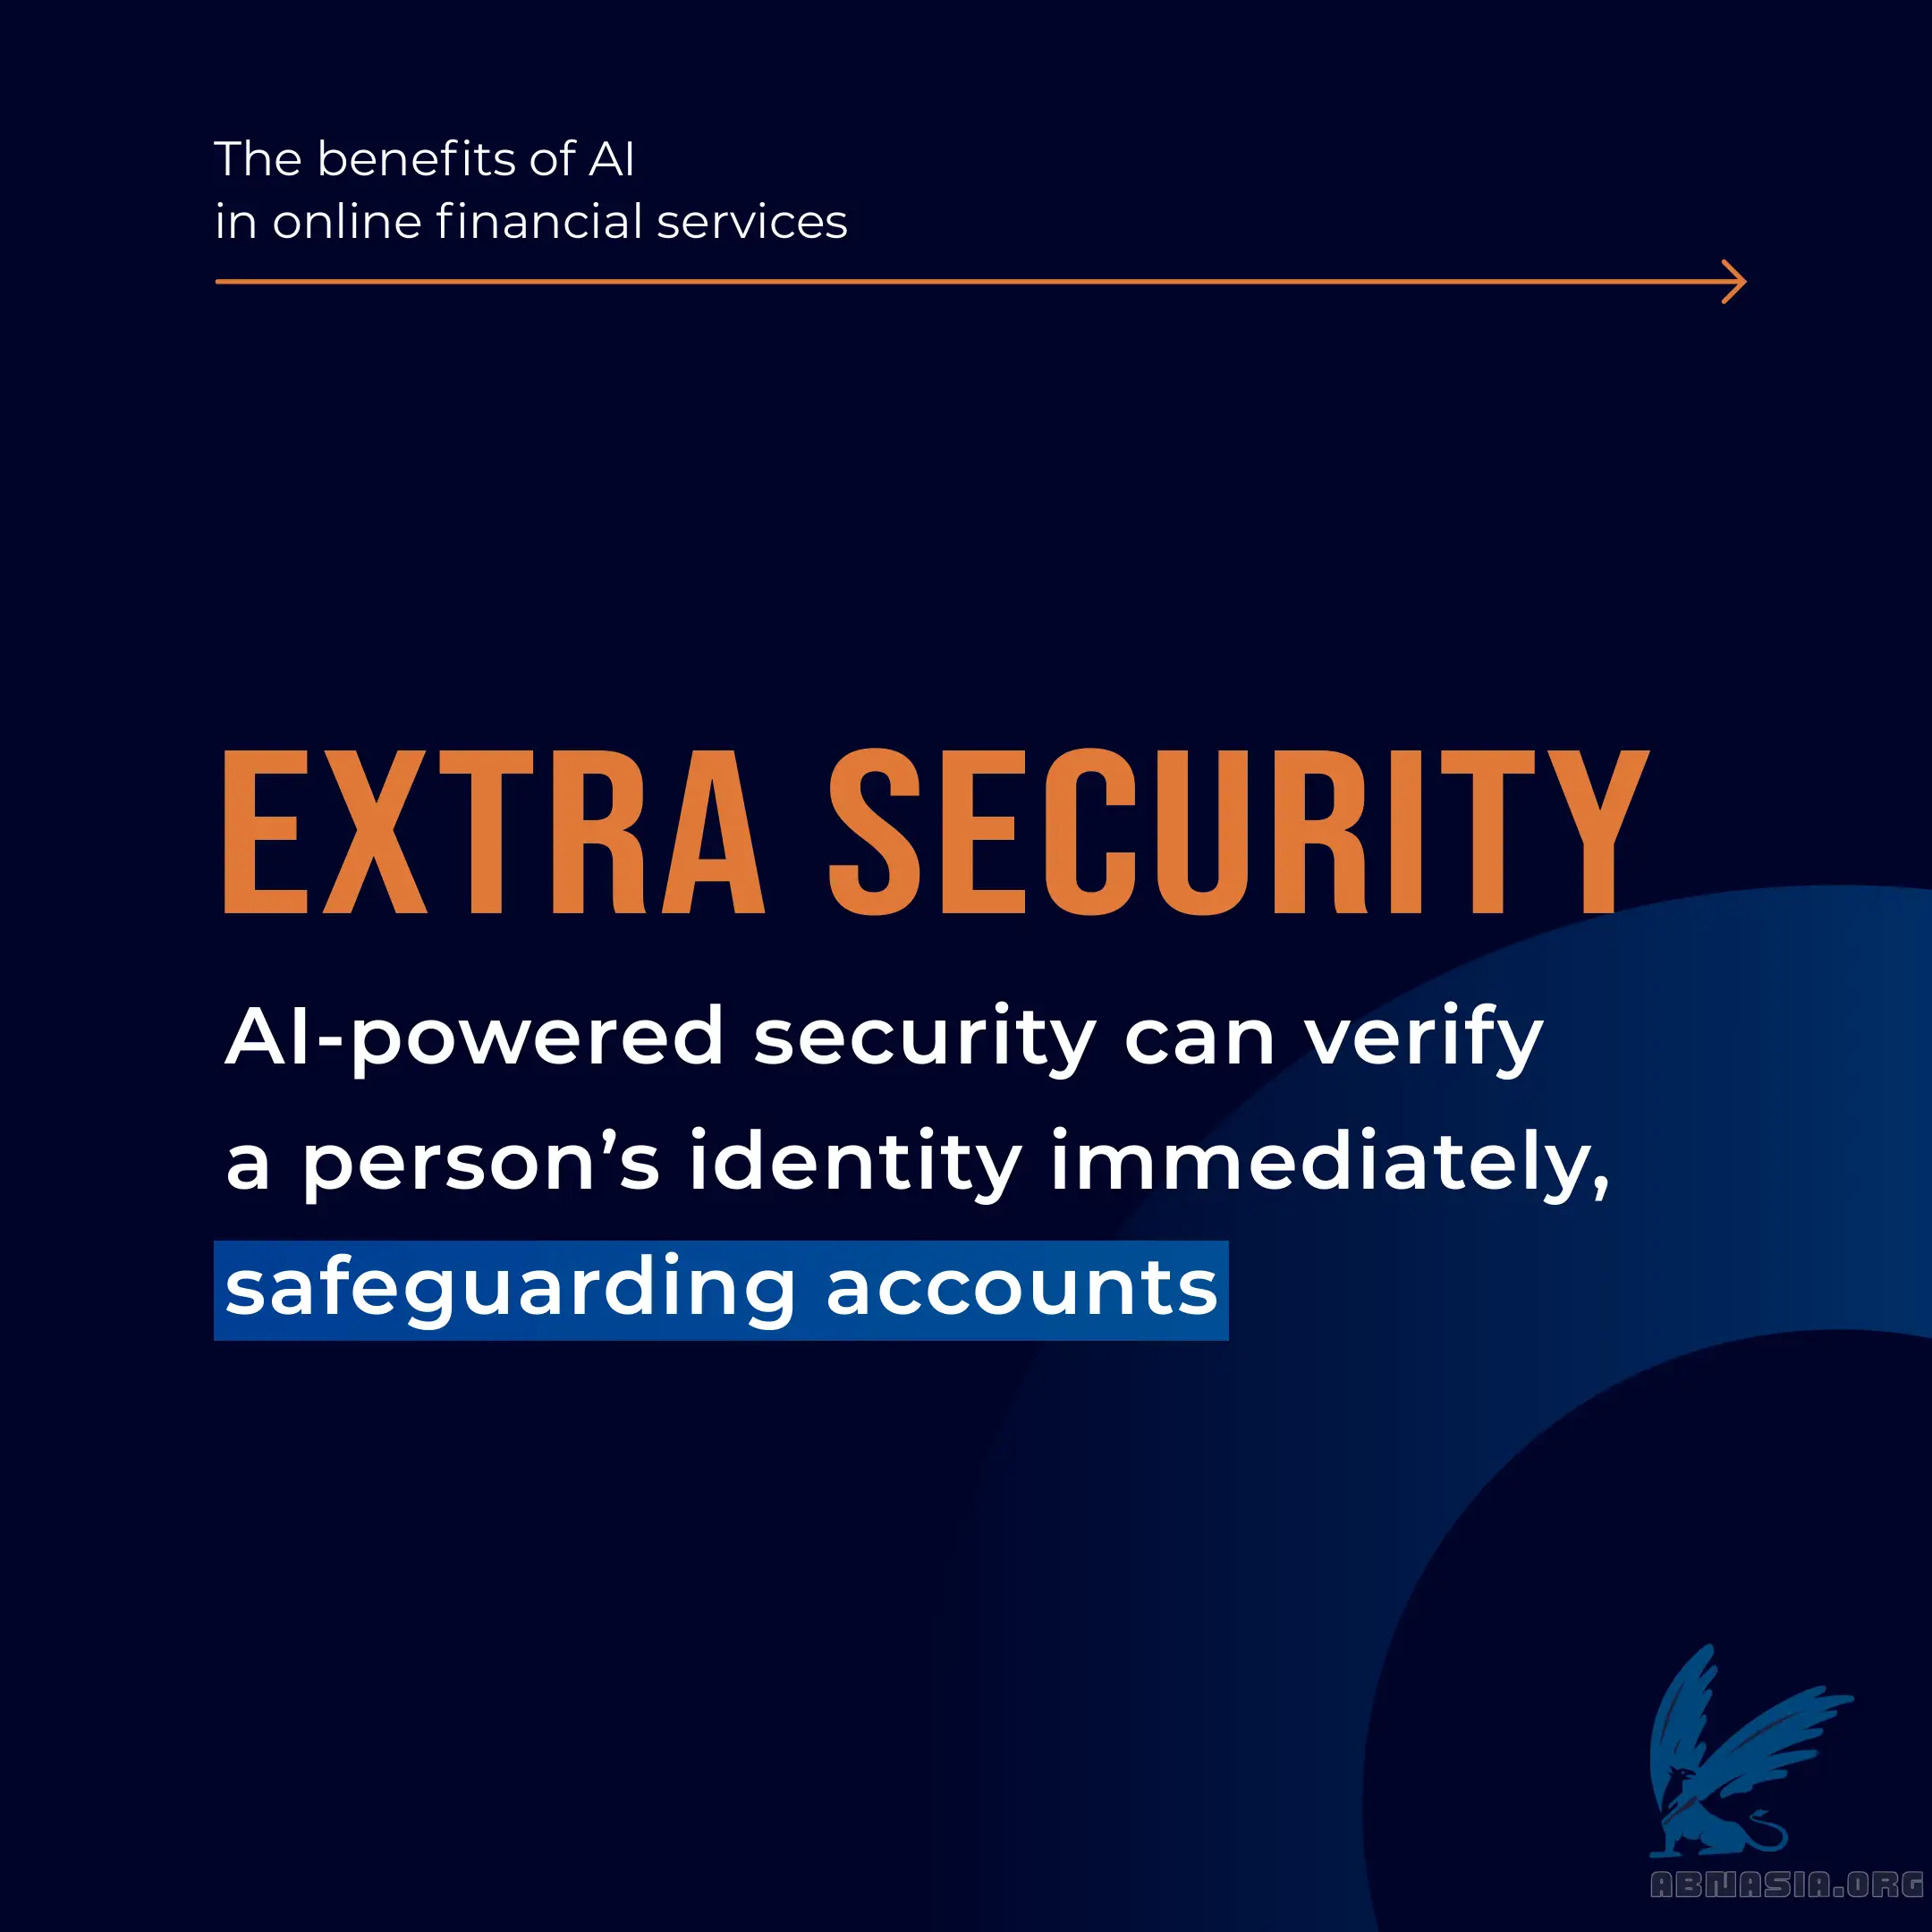 The benefits of AI
in online financial services
EXTRA SECURITY
AI-powered security can verify
a person’s identity immediately,
safeguarding accounts
ABNASIA.ORG